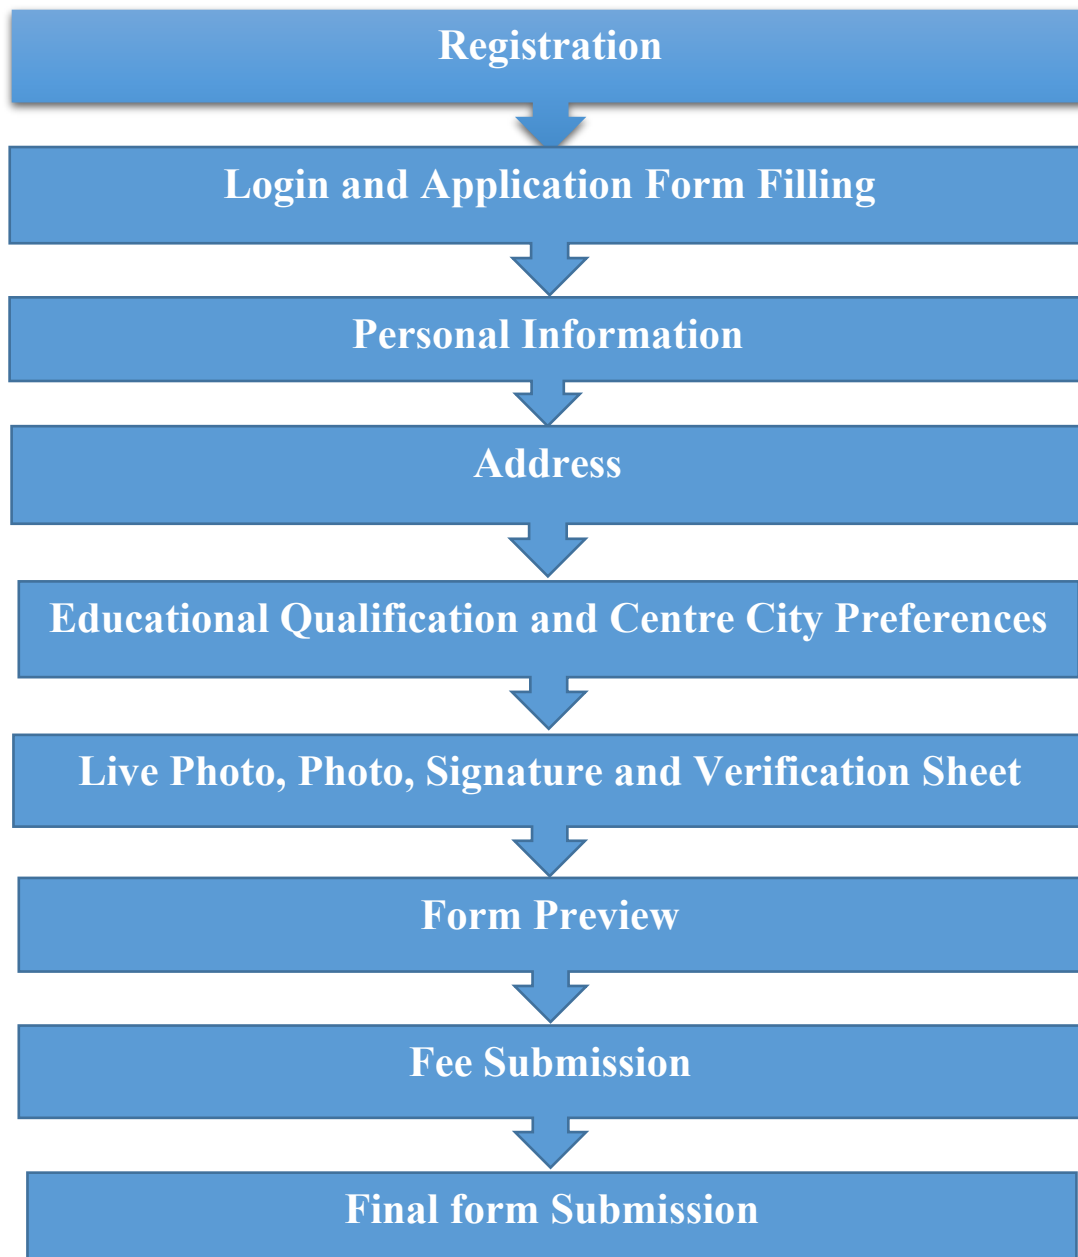 Registration
Login and Application Form Filling
Personal Information
Address
Educational Qualification and Centre City Preferences
Live Photo, Photo, Signature and Verification Sheet
Form Preview
Fee Submission
Final form Submission